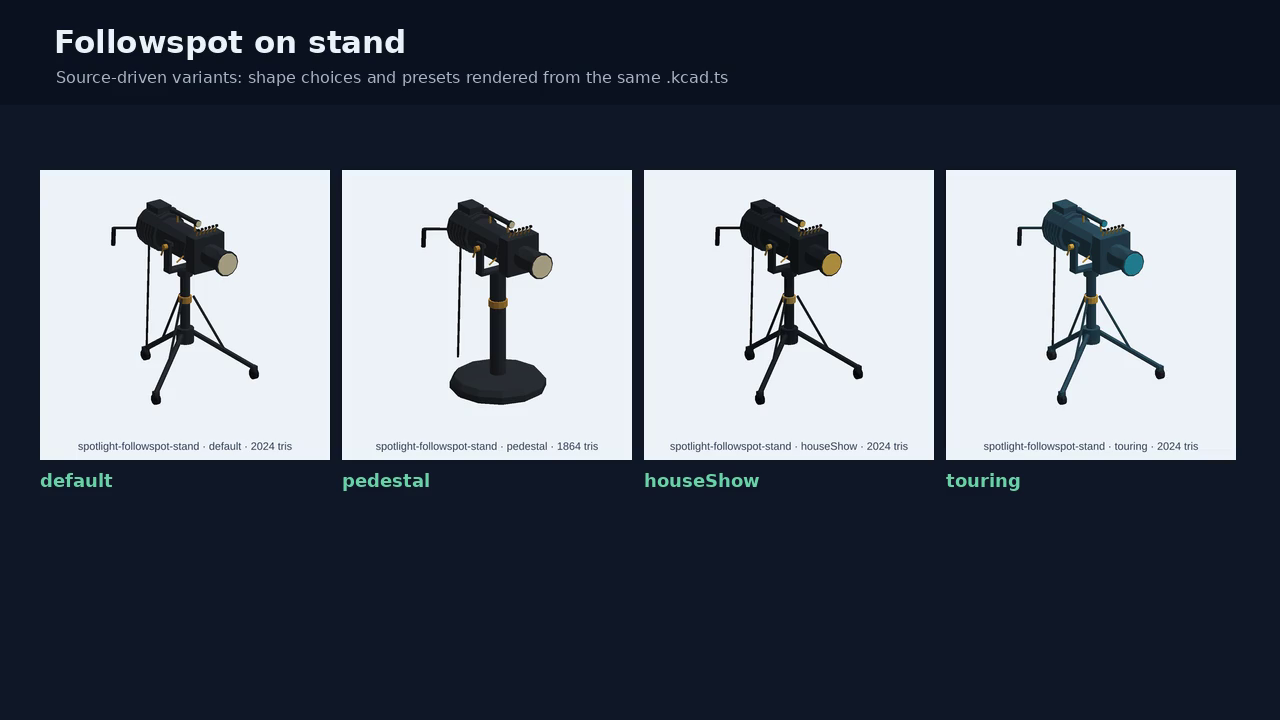 Followspot on stand
Source-driven variants: shape choices and presets rendered from the same .kcad.ts
spotlight-followspot-stand · default · 2024 tris
spotlight-followspot-stand · pedestal · 1864 tris
spotlight-followspot-stand · houseShow · 2024 tris
spotlight-followspot-stand · touring · 2024 tris
default
pedestal
houseShow
touring